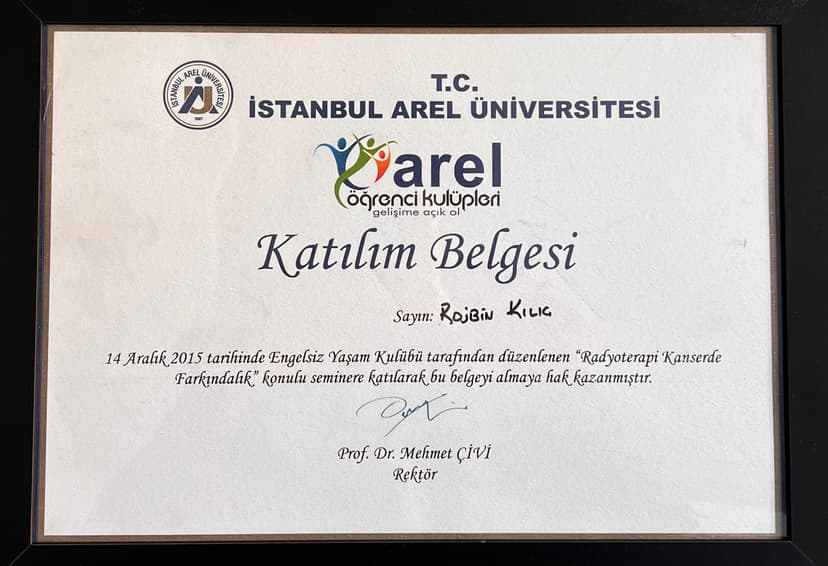 İSTANBUL AREL ÜNİVERSİTESİ
T.C.
İSTANBUL AREL ÜNİVERSİTESİ
arel
öğrenci kulüpleri
gelişime açık ol
Katılım Belgesi
Sayın: ROJBİN KILIÇ
14 Aralık 2015 tarihinde Engelsiz Yaşam Kulübü tarafından düzenlenen “Radyoterapi Kanserde
Farkındalık” konulu seminere katılarak bu belgeyi almaya hak kazanmıştır.
Prof. Dr. Mehmet ÇİVİ
Rektör